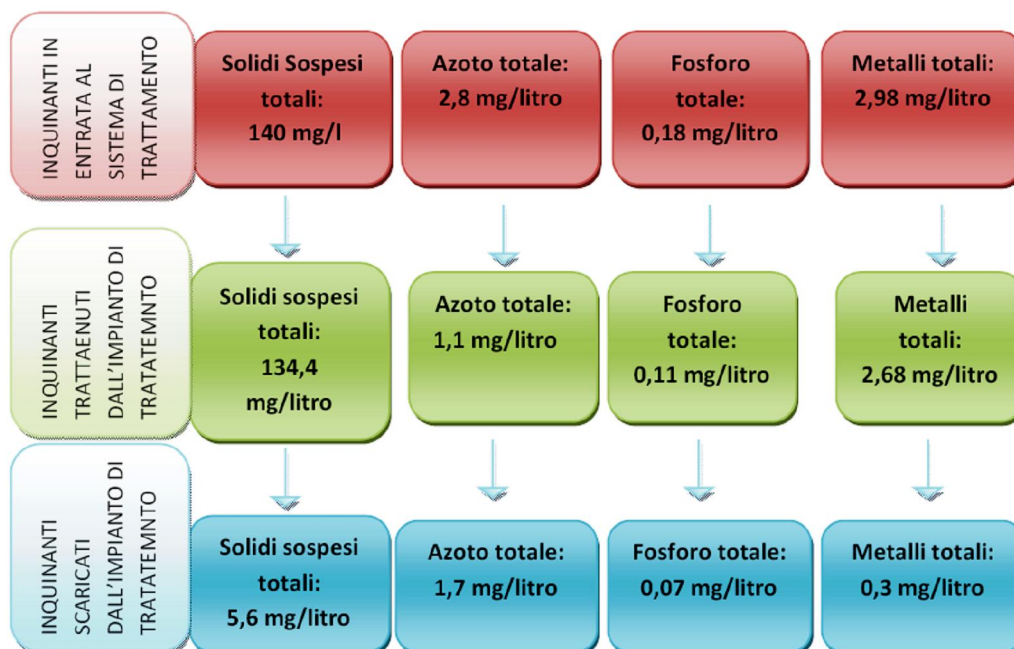 INQUINANTI IN
ENTRATA AL
SISTEMA DI
TRATTAMENTO
Solidi Sospesi
totali:
140 mg/l
Azoto totale:
2,8 mg/litro
Fosforo
totale:
0,18 mg/litro
Metalli totali:
2,98 mg/litro
INQUINANTI
TRATTAENUTI
DALL'IMPIANTO DI
TRATATEMNTO
Solidi sospesi
totali:
134,4
mg/litro
Azoto totale:
1,1 mg/litro
Fosforo
totale:
0,11 mg/litro
Metalli
totali:
2,68 mg/litro
INQUINANTI
SCARICATI
DALL'IMPIANTO DI
TRATATEMNTO
Solidi sospesi
totali:
5,6 mg/litro
Azoto totale:
1,7 mg/litro
Fosforo totale:
0,07 mg/litro
Metalli totali:
0,3 mg/litro